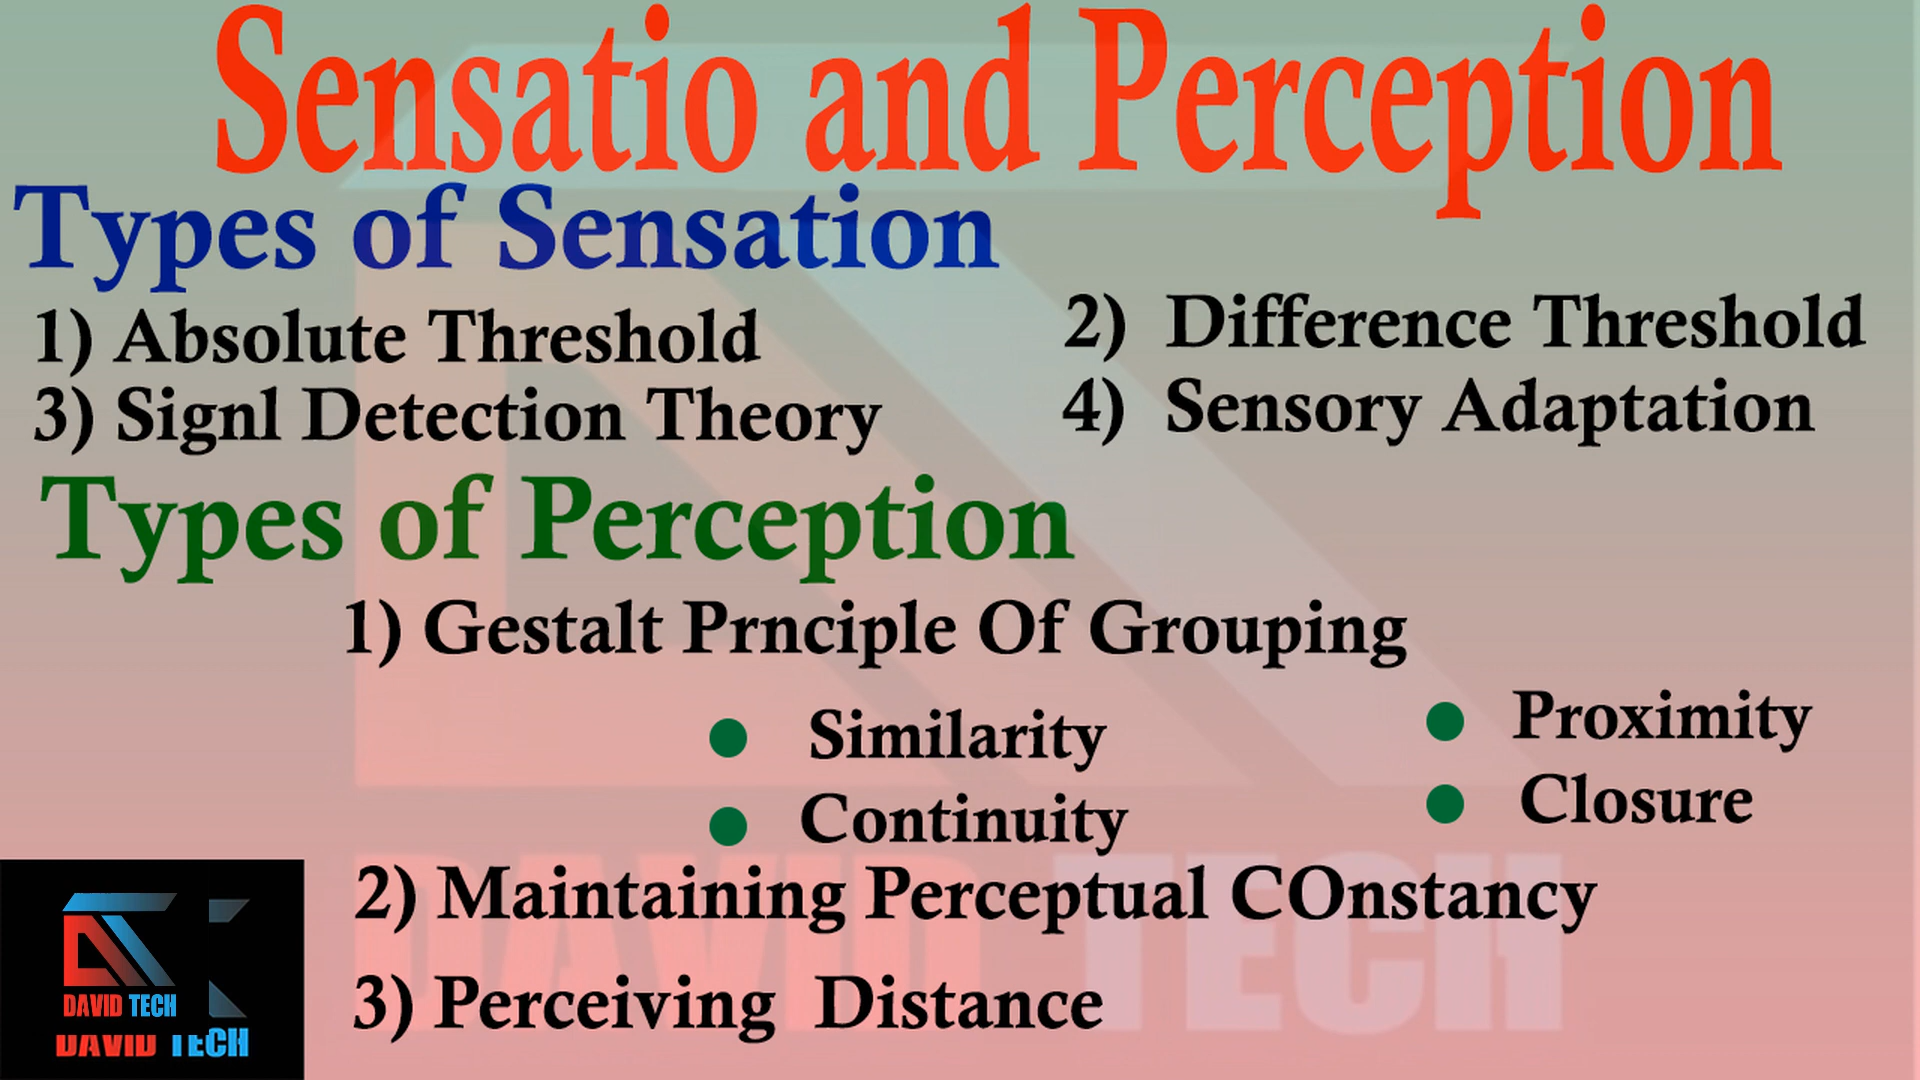 Sensatio and Perception
Types of Sensation
1) Absolute Threshold
2) Difference Threshold
3) Signl Detection Theory
4) Sensory Adaptation
Types of Perception
1) Gestalt Prnciple Of Grouping
Similarity
Proximity
Continuity
Closure
2) Maintaining Perceptual COnstancy
3) Perceiving Distance
DAVID TECH
DAVID TECH
DAVID TECH